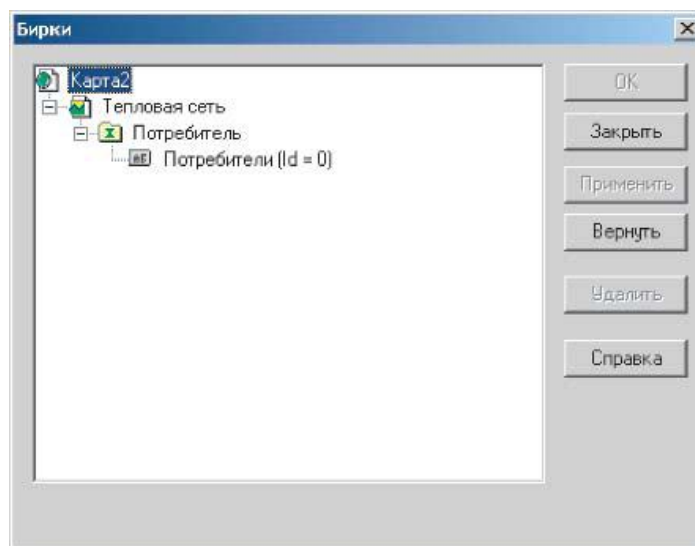 Бирки
Карта2
Тепловая сеть
Потребитель
Потребители (Id = 0)
OK
Закрыть
Применить
Вернуть
Удалить
Справка